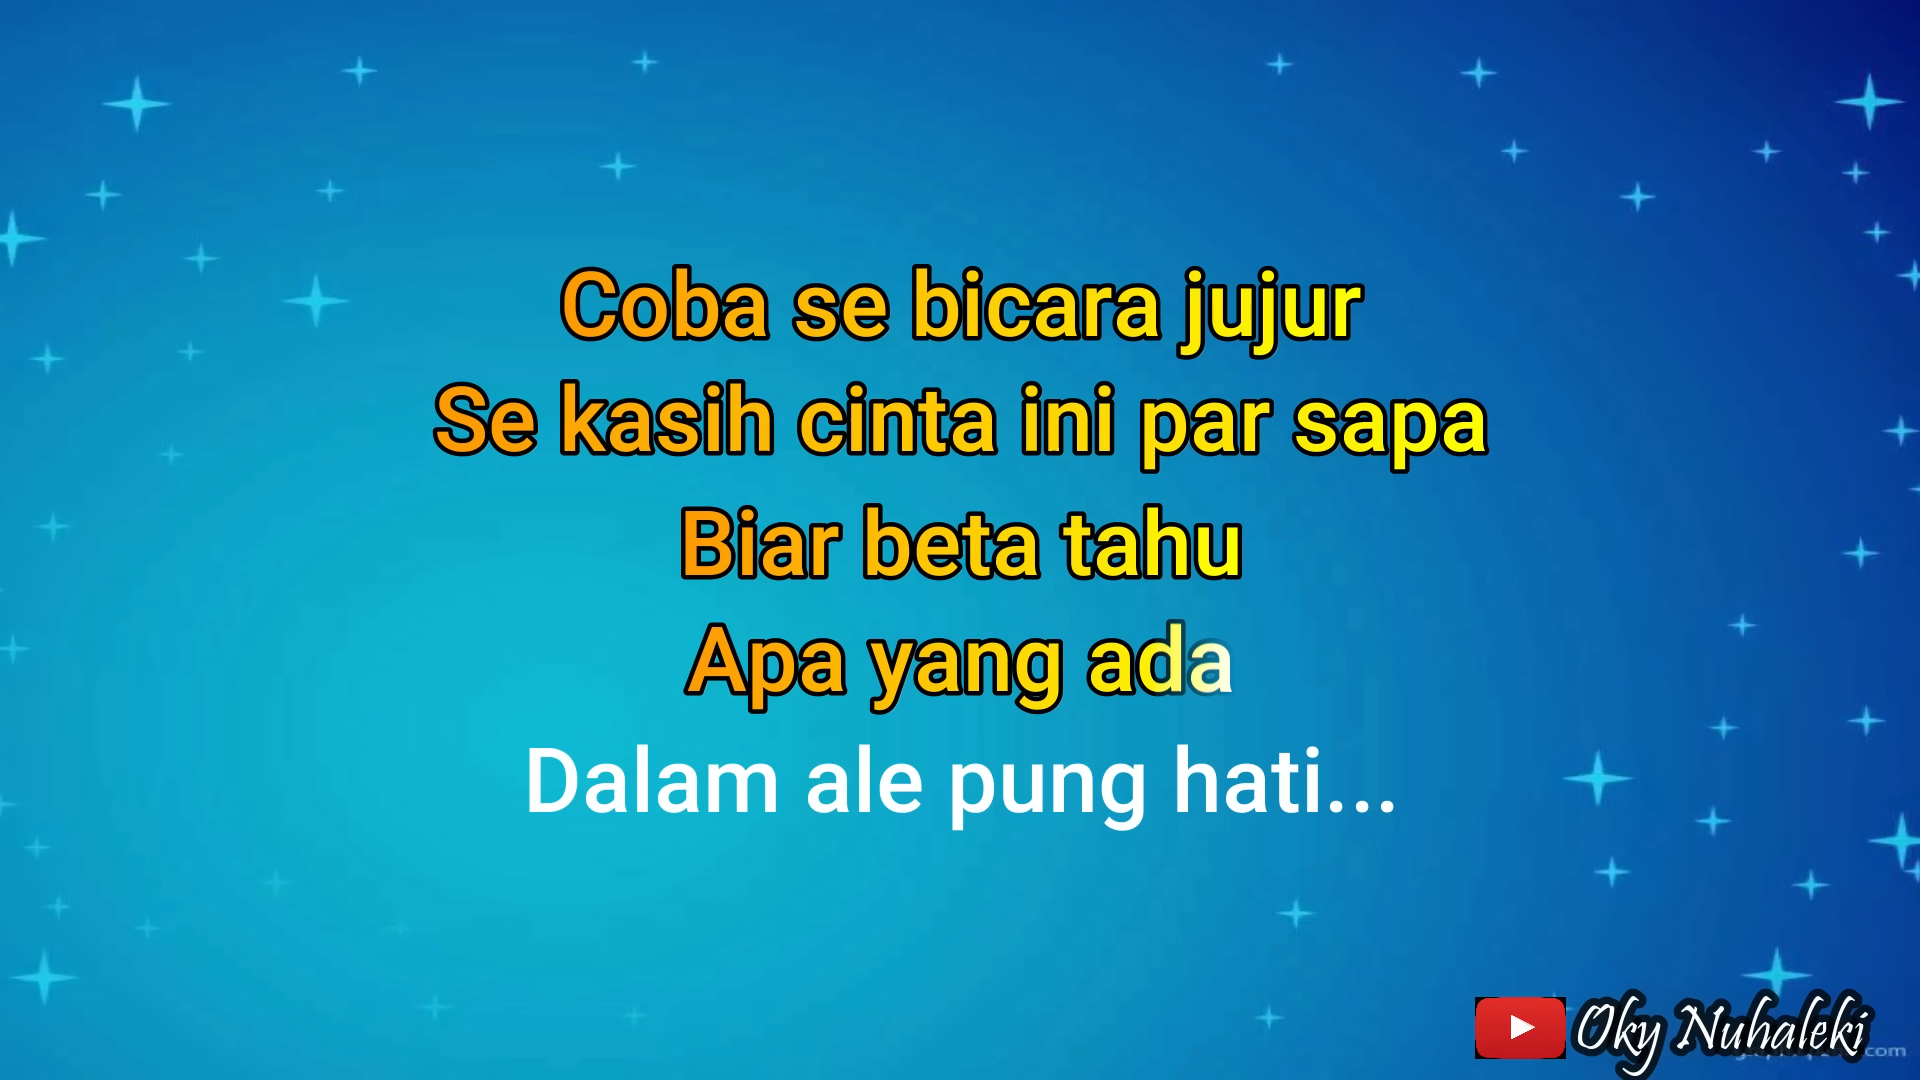 Coba se bicara jujur
Se kasih cinta ini par sapa
Biar beta tahu
Apa yang ada
Dalam ale pung hati...
Oky Nuhaleki